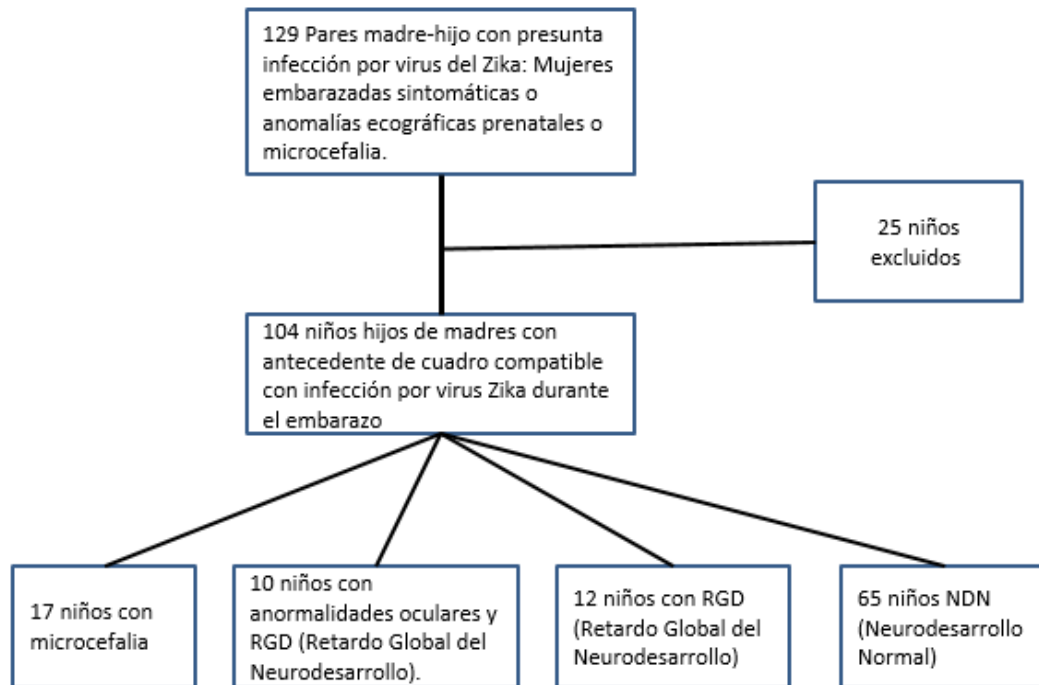 129 Pares madre-hijo con presunta
infección por virus del Zika: Mujeres
embarazadas sintomáticas o
anomalías ecográficas prenatales o
microcefalia.
25 niños
excluidos
104 niños hijos de madres con
antecedente de cuadro compatible
con infección por virus Zika durante
el embarazo
17 niños con
microcefalia
10 niños con
anormalidades oculares y
RGD (Retardo Global del
Neurodesarrollo).
12 niños con RGD
(Retardo Global del
Neurodesarrollo)
65 niños NDN
(Neurodesarrollo
Normal)